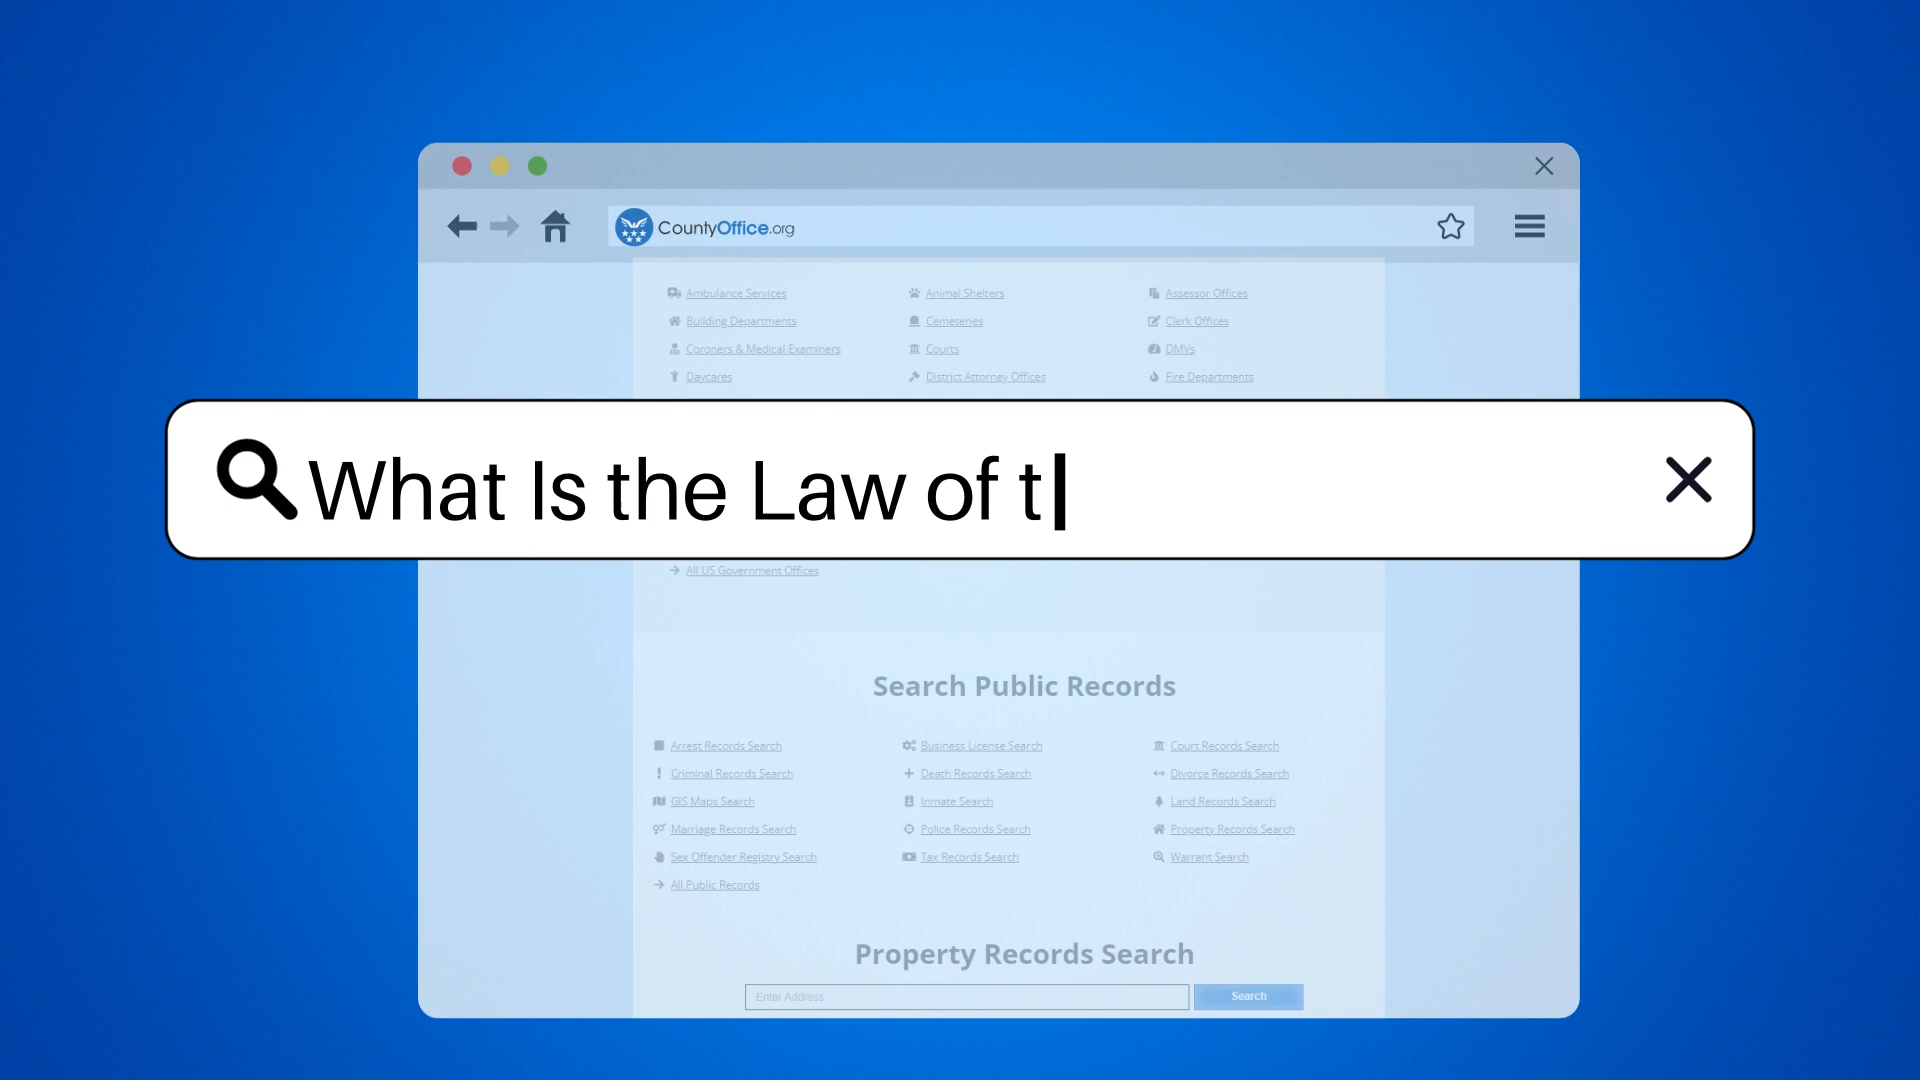 CountyOffice.org
Ambulance Services Animal Shelters Assessor Offices
Building Departments Cemeteries Clerk Offices
Coroners & Medical Examiners Courts DMVs
Daycares District Attorney Offices Fire Departments
What Is the Law of t
All US Government Offices
Search Public Records
Arrest Records Search Business License Search Court Records Search
Criminal Records Search Death Records Search Divorce Records Search
GIS Maps Search Inmate Search Land Records Search
Marriage Records Search Police Records Search Property Records Search
Sex Offender Registry Search Tax Records Search Warrant Search
All Public Records
Property Records Search
Enter Address Search